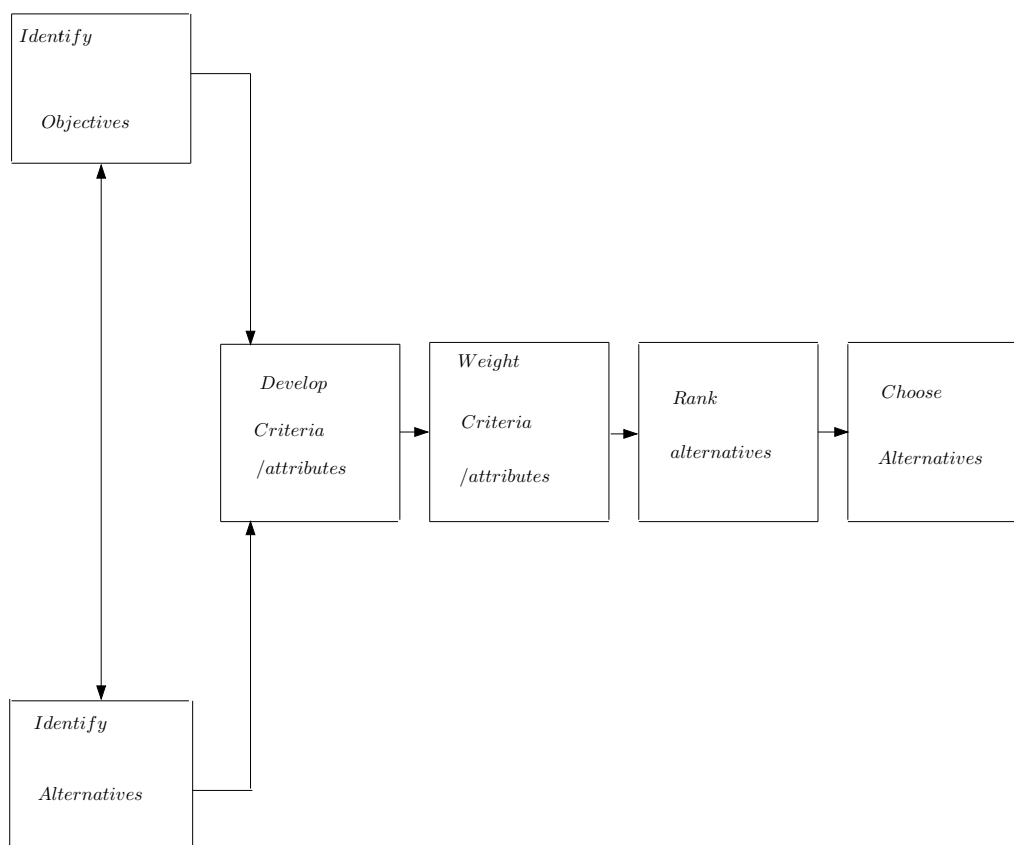 Identify
Objectives
Develop
Criteria
/attributes
Weight
Criteria
/attributes
Rank
alternatives
Choose
Alternatives
Identify
Alternatives